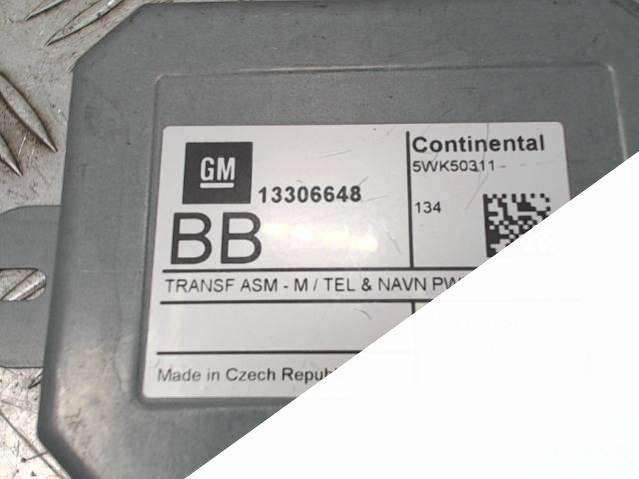 GM
13306648
BB
Continental
5WK50311 -
134
TRANSF ASM - M / TEL & NAVN
Made in Czech